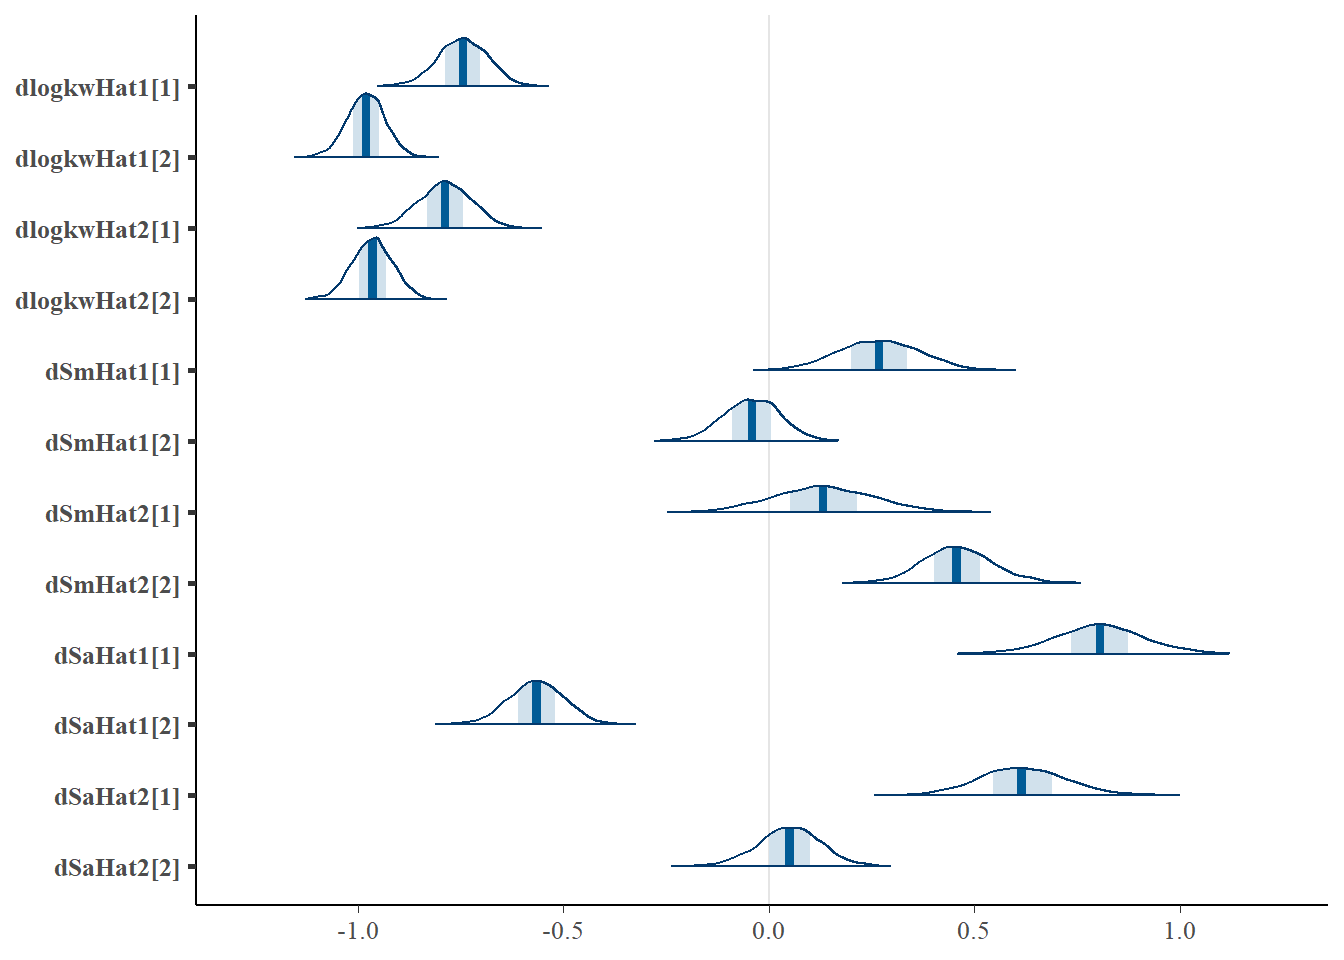 dlogkwHat1[1]
dlogkwHat1[2]
dlogkwHat2[1]
dlogkwHat2[2]
dSmHat1[1]
dSmHat1[2]
dSmHat2[1]
dSmHat2[2]
dSaHat1[1]
dSaHat1[2]
dSaHat2[1]
dSaHat2[2]
-1.0 -0.5 0.0 0.5 1.0